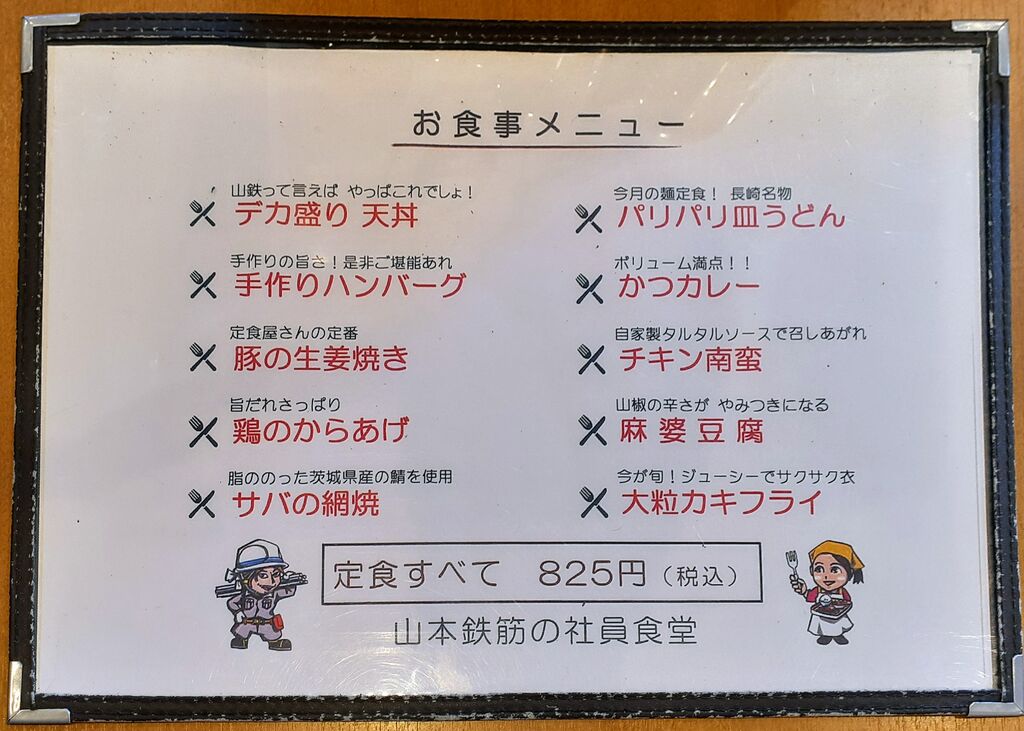 お食事メニュー
山鉄って言えば やっぱこれでしょ！
デカ盛り 天丼
手作りの旨さ！是非ご堪能あれ
手作りハンバーグ
定食屋さんの定番
豚の生姜焼き
旨だれさっぱり
鶏のからあげ
脂ののった茨城県産の鯖を使用
サバの網焼
今月の麺定食！ 長崎名物
パリパリ皿うどん
ボリューム満点！！
かつカレー
自家製タルタルソースで召しあがれ
チキン南蛮
山椒の辛さが やみつきになる
麻婆豆腐
今が旬！ジューシーでサクサク衣
大粒カキフライ
定食すべて 825円（税込）
山本鉄筋の社員食堂